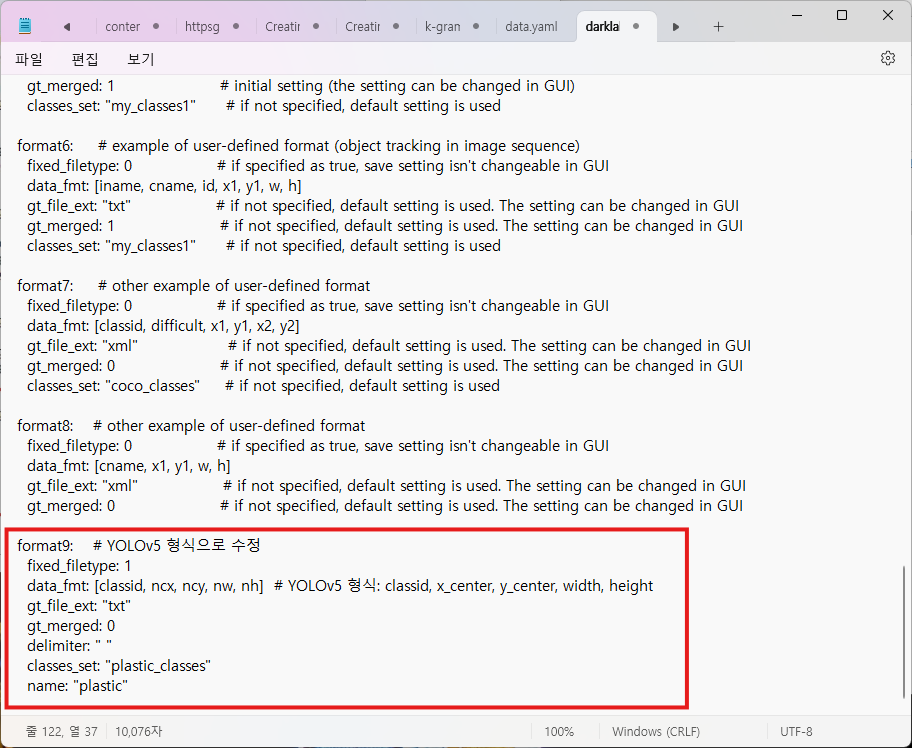 conter
httpsg
Creatir
Creatir
k-gran
data.yaml
darkla
파일 편집 보기
gt_merged: 1 # initial setting (the setting can be changed in GUI)
classes_set: "my_classes1" # if not specified, default setting is used
format6: # example of user-defined format (object tracking in image sequence)
fixed_filetype: 0 # if specified as true, save setting isn't changeable in GUI
data_fmt: [iname, cname, id, x1, y1, w, h]
gt_file_ext: "txt" # if not specified, default setting is used. The setting can be changed in GUI
gt_merged: 1 # if not specified, default setting is used. The setting can be changed in GUI
classes_set: "my_classes1" # if not specified, default setting is used
format7: # other example of user-defined format
fixed_filetype: 0 # if specified as true, save setting isn't changeable in GUI
data_fmt: [classid, difficult, x1, y1, x2, y2]
gt_file_ext: "xml" # if not specified, default setting is used. The setting can be changed in GUI
gt_merged: 0 # if not specified, default setting is used. The setting can be changed in GUI
classes_set: "coco_classes" # if not specified, default setting is used
format8: # other example of user-defined format
fixed_filetype: 0 # if specified as true, save setting isn't changeable in GUI
data_fmt: [cname, x1, y1, w, h]
gt_file_ext: "xml" # if not specified, default setting is used. The setting can be changed in GUI
gt_merged: 0 # if not specified, default setting is used. The setting can be changed in GUI
format9: # YOLOv5 형식으로 수정
fixed_filetype: 1
data_fmt: [classid, ncx, ncy, nw, nh] # YOLOv5 형식: classid, x_center, y_center, width, height
gt_file_ext: "txt"
gt_merged: 0
delimiter: " "
classes_set: "plastic_classes"
name: "plastic"
줄 122, 열 37 10,076자 100% Windows (CRLF) UTF-8